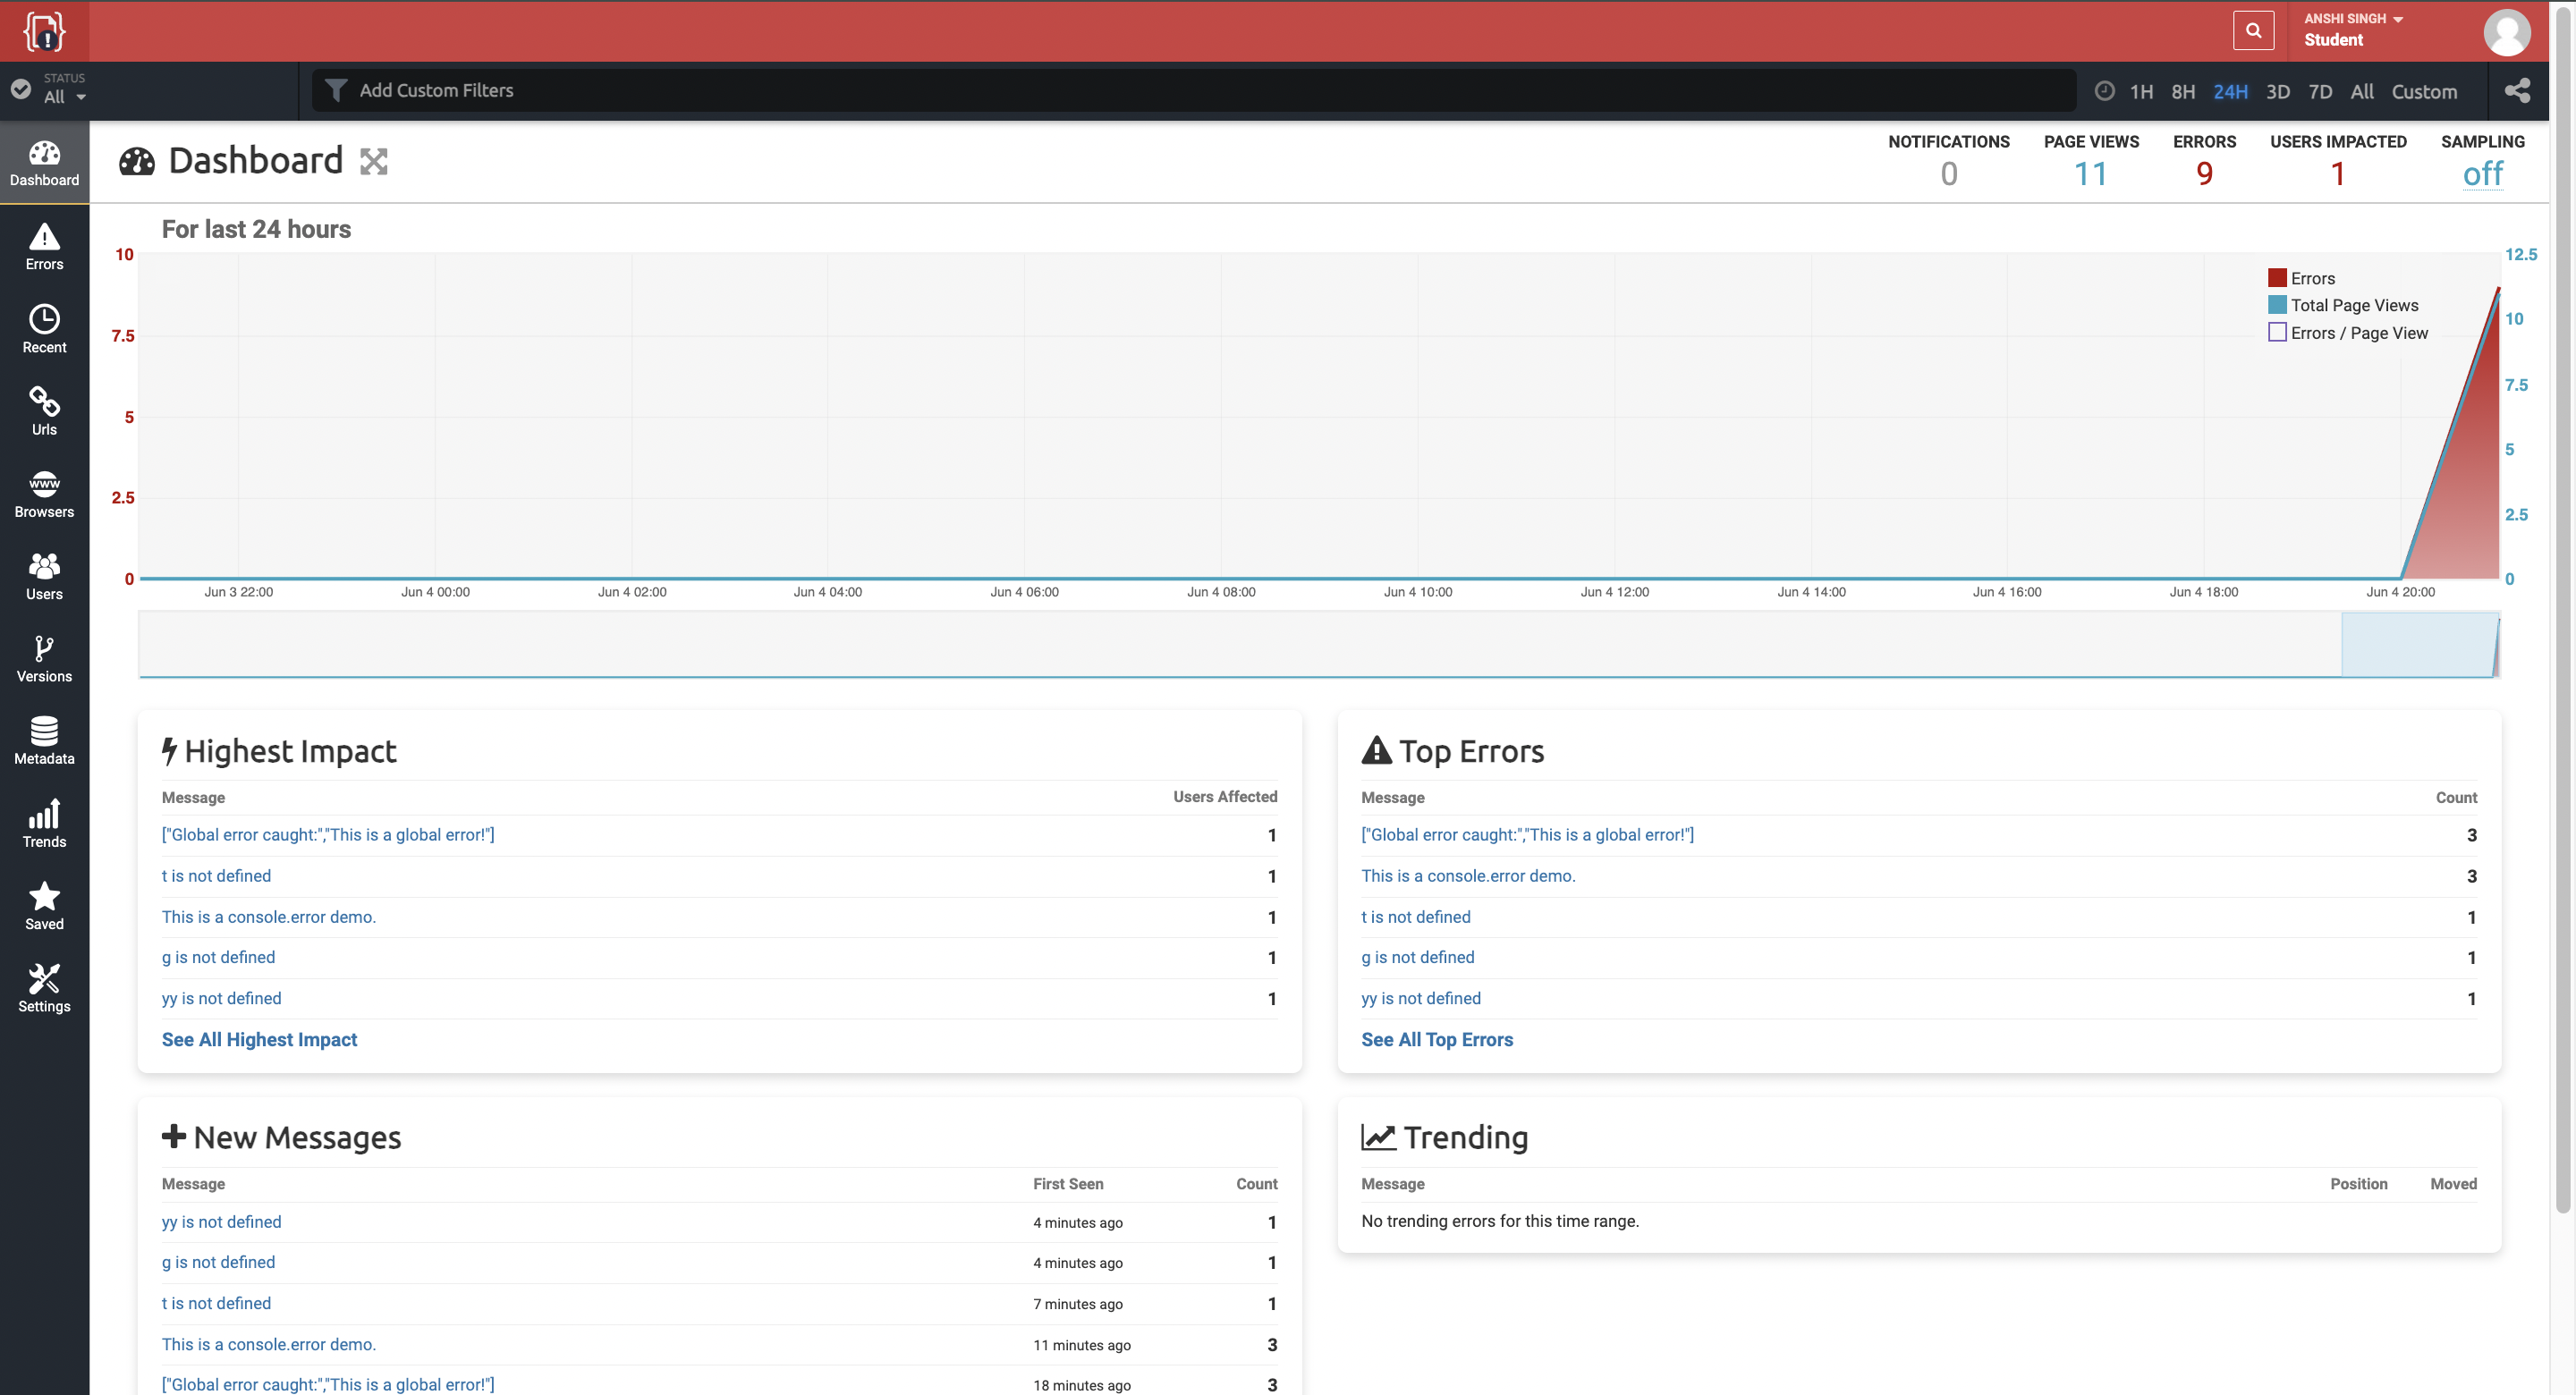 ANSHI SINGH
Student
STATUS
All
Add Custom Filters
1H 8H 24H 3D 7D All Custom
Dashboard
Errors
Recent
Urls
www
Browsers
Users
Versions
Metadata
Trends
Saved
Settings
Dashboard
NOTIFICATIONS PAGE VIEWS ERRORS USERS IMPACTED SAMPLING
0 11 9 1 off
For last 24 hours
10
7.5
5
2.5
0
12.5
10
7.5
5
2.5
0
Errors
Total Page Views
Errors / Page View
Jun 3 22:00 Jun 4 00:00 Jun 4 02:00 Jun 4 04:00 Jun 4 06:00 Jun 4 08:00 Jun 4 10:00 Jun 4 12:00 Jun 4 14:00 Jun 4 16:00 Jun 4 18:00 Jun 4 20:00
Highest Impact
Message Users Affected
["Global error caught:","This is a global error!"] 1
t is not defined 1
This is a console.error demo. 1
g is not defined 1
yy is not defined 1
See All Highest Impact
Top Errors
Message Count
["Global error caught:","This is a global error!"] 3
This is a console.error demo. 3
t is not defined 1
g is not defined 1
yy is not defined 1
See All Top Errors
New Messages
Message First Seen Count
yy is not defined 4 minutes ago 1
g is not defined 4 minutes ago 1
t is not defined 7 minutes ago 1
This is a console.error demo. 11 minutes ago 3
["Global error caught:","This is a global error!"] 18 minutes ago 3
Trending
Message Position Moved
No trending errors for this time range.